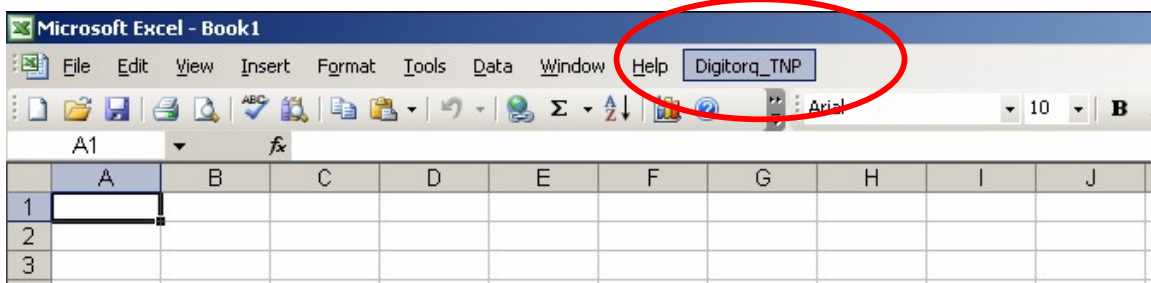 Microsoft Excel - Book1
File Edit View Insert Format Tools Data Window Help Digitorq_TNP
ABC Σ A Z Arial 10 B
A1 fx
A B C D E F G H I J
1
2
3